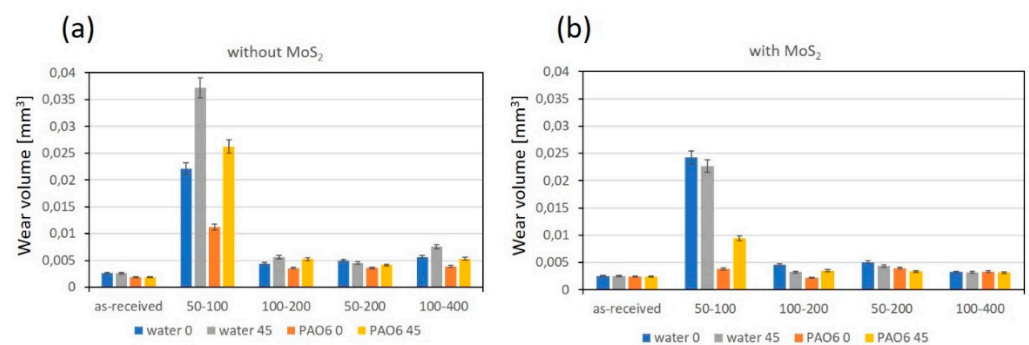 (a)
without MoS₂
Wear volume [mm³]
0,04
0,035
0,03
0,025
0,02
0,015
0,01
0,005
0
as-received 50-100 100-200 50-200 100-400
water 0 water 45 PAO6 0 PAO6 45
(b)
with MoS₂
Wear volume [mm³]
0,04
0,035
0,03
0,025
0,02
0,015
0,01
0,005
0
as-received 50-100 100-200 50-200 100-400
water 0 water 45 PAO6 0 PAO6 45